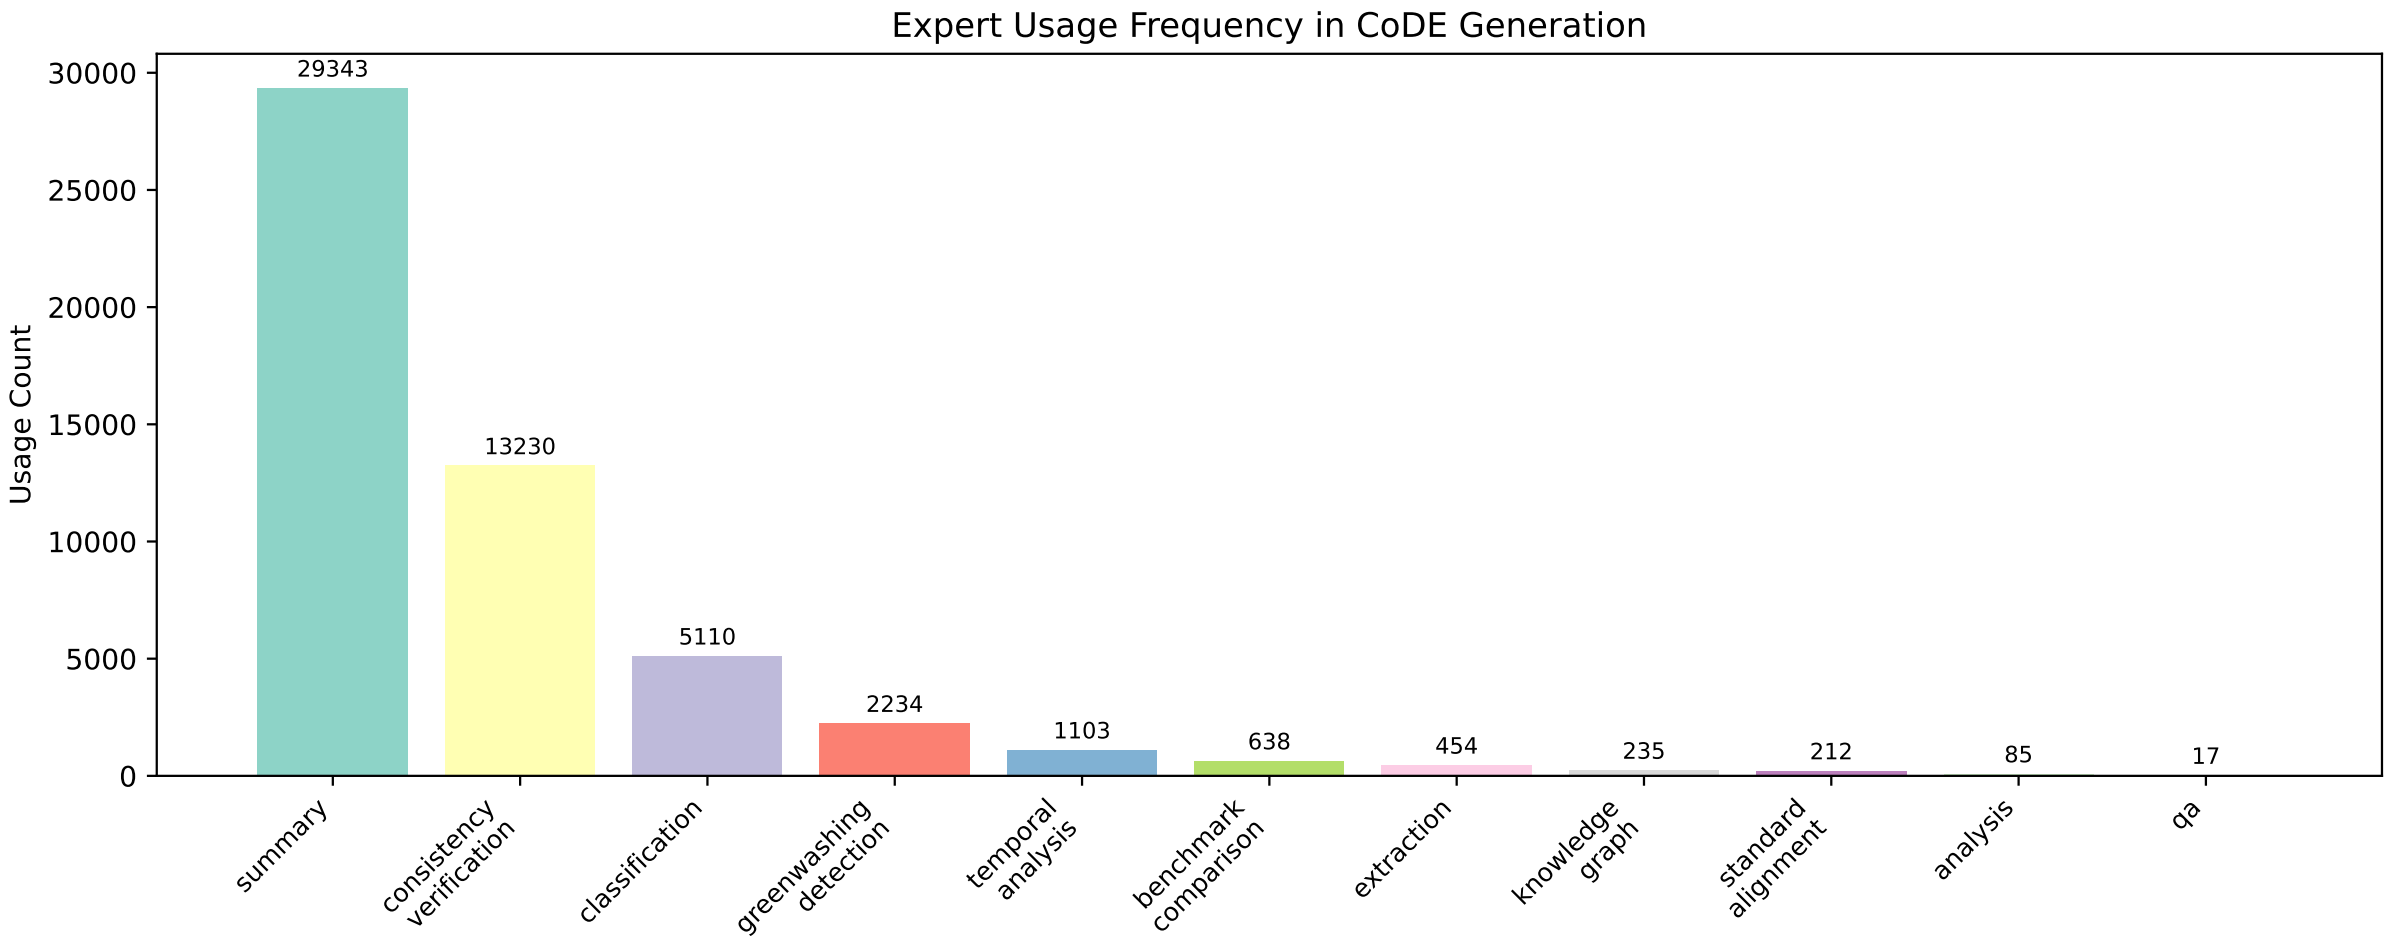 Expert Usage Frequency in CoDE Generation
Usage Count
30000
25000
20000
15000
10000
5000
0
29343
13230
5110
2234
1103
638
454
235
212
85
17
summary
consistency
verification
classification
greenwashing
detection
temporal
analysis
benchmark
comparison
extraction
knowledge
graph
standard
alignment
analysis
qa